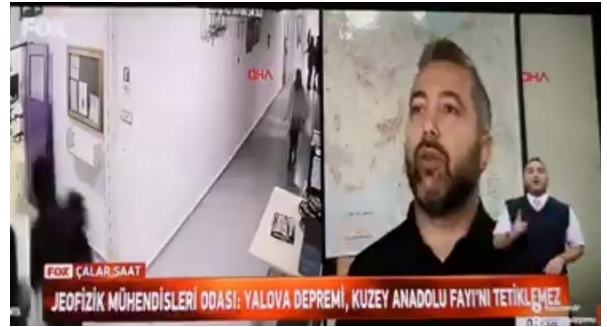 FOX
DHA
DHA
FOX ÇALAR SAAT
JEOFİZİK MÜHENDİSLERİ ODASI: YALOVA DEPREMİ, KUZEY ANADOLU FAYI'NI TETİKLEMEZ